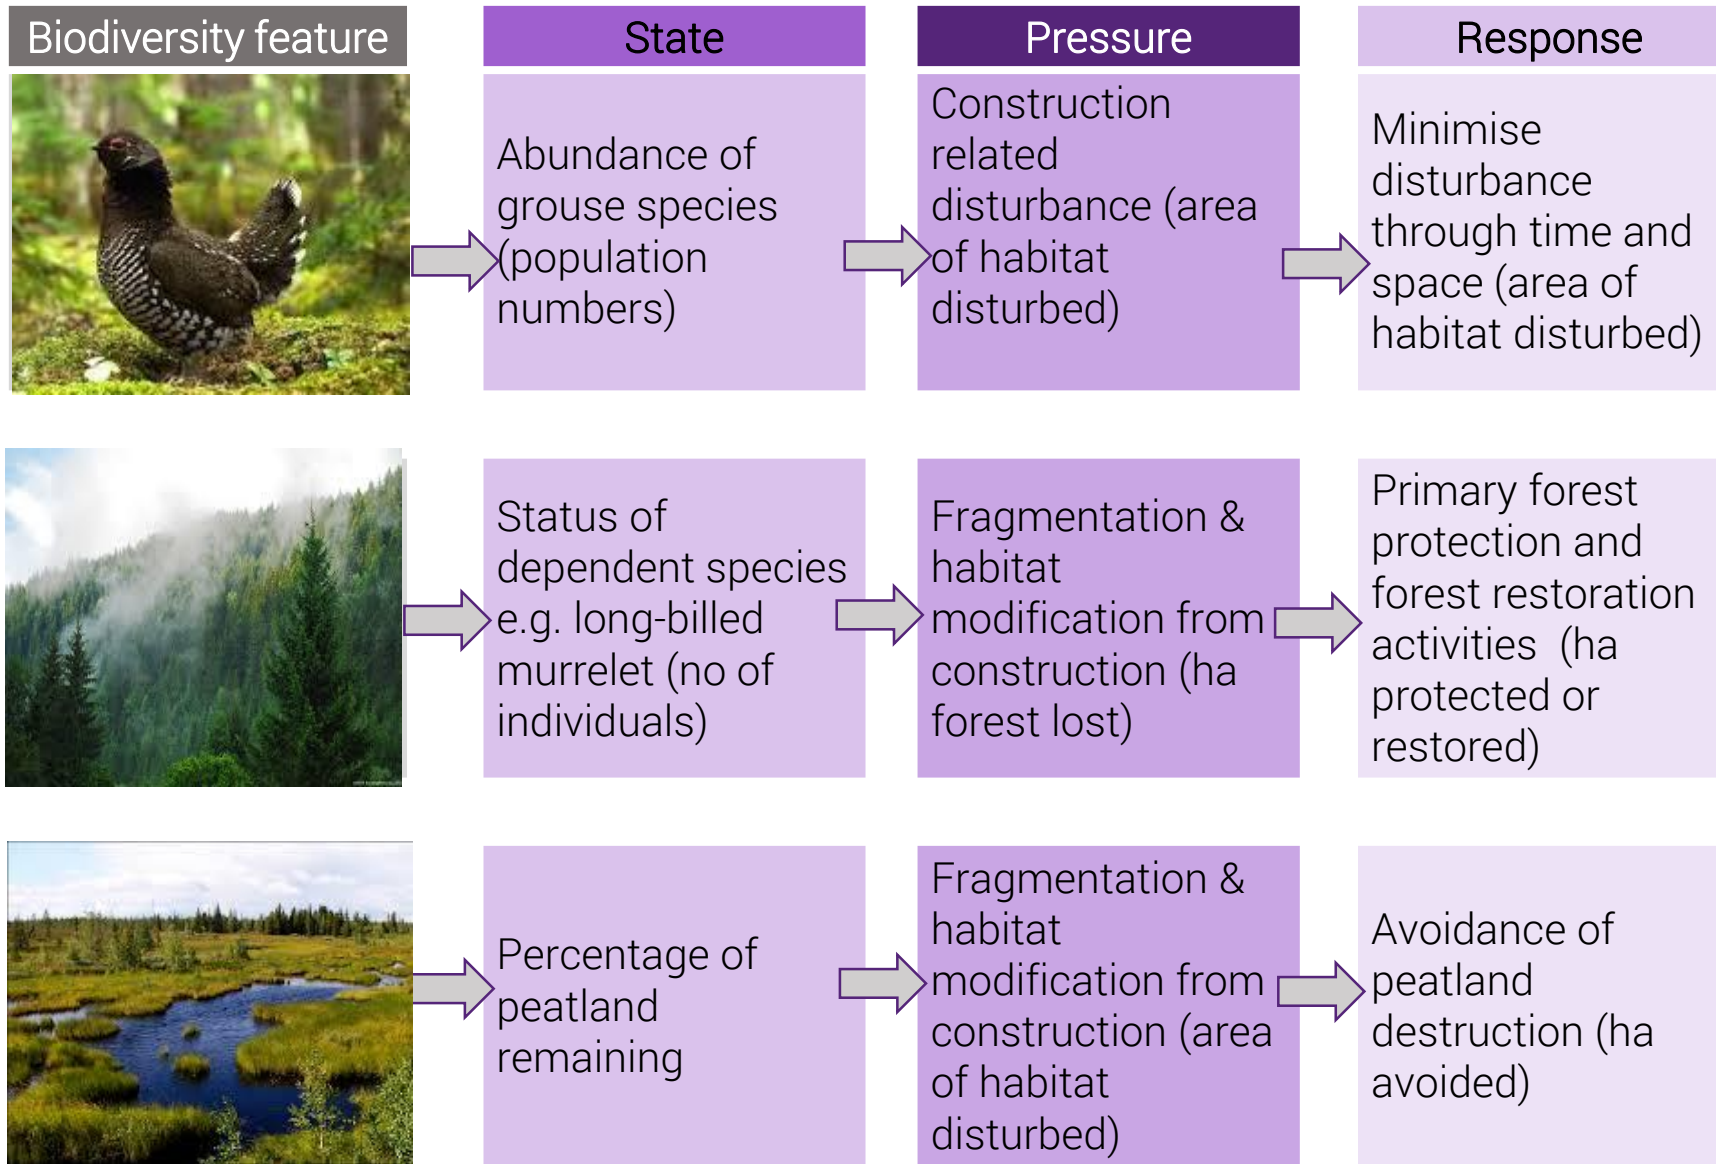 Biodiversity feature
State
Pressure
Response
Abundance of
grouse species
(population
numbers)
Construction
related
disturbance (area
of habitat
disturbed)
Minimise
disturbance
through time and
space (area of
habitat disturbed)
Status of
dependent species
e.g. long-billed
murrelet (no of
individuals)
Fragmentation &
habitat
modification from
construction (ha
forest lost)
Primary forest
protection and
forest restoration
activities  (ha
protected or
restored)
Percentage of
peatland
remaining
Fragmentation &
habitat
modification from
construction (area
of habitat
disturbed)
Avoidance of
peatland
destruction (ha
avoided)